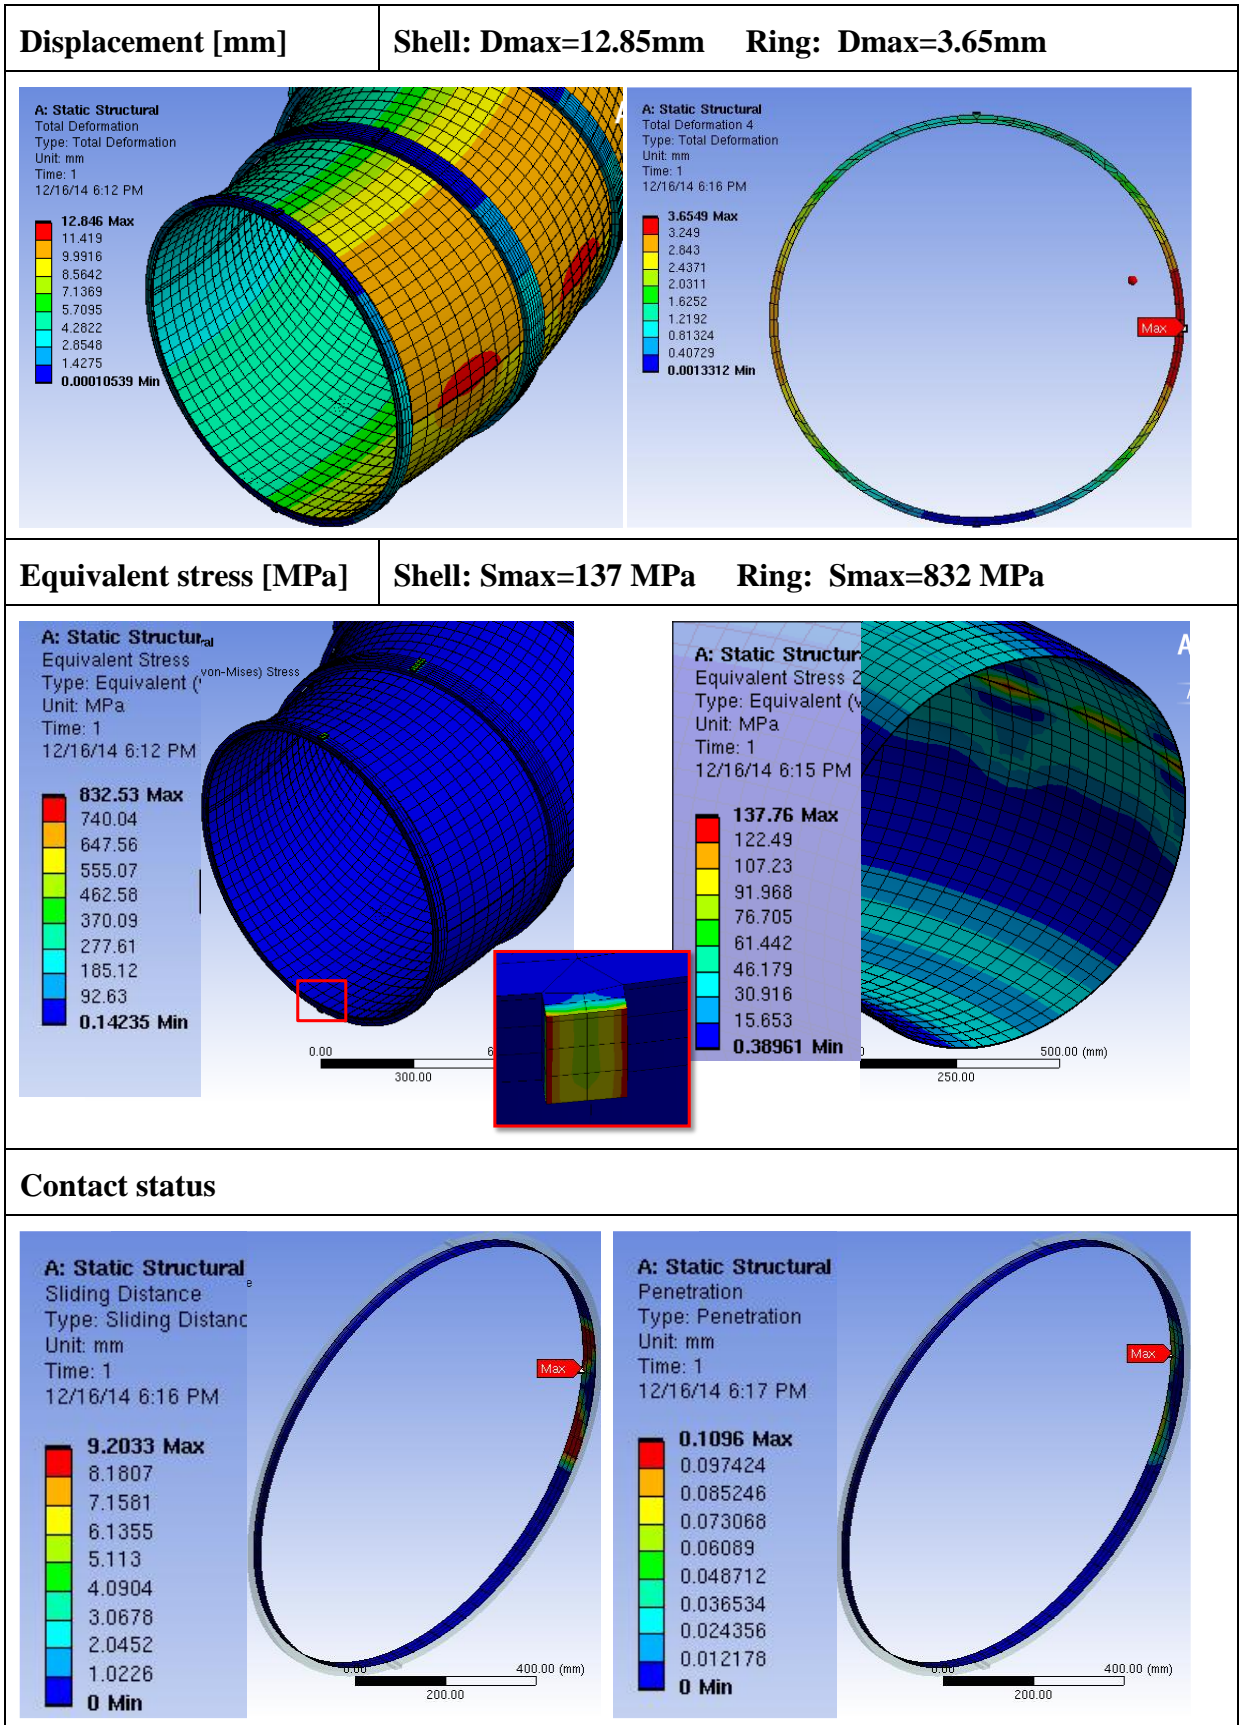 Displacement [mm]
Shell: Dmax=12.85mm Ring: Dmax=3.65mm
A: Static Structural
Total Deformation
Type: Total Deformation
Unit: mm
Time: 1
12/16/14 6:12 PM
12.846 Max
11.419
9.9916
8.5642
7.1369
5.7095
4.2822
2.8548
1.4275
0.00010539 Min
A: Static Structural
Total Deformation 4
Type: Total Deformation
Unit: mm
Time: 1
12/16/14 6:16 PM
3.6549 Max
3.249
2.843
2.4371
2.0311
1.6252
1.2192
0.81324
0.40729
0.0013312 Min
Max
Equivalent stress [MPa]
Shell: Smax=137 MPa Ring: Smax=832 MPa
A: Static Structural
Equivalent Stress
Type: Equivalent (von-Mises) Stress
Unit: MPa
Time: 1
12/16/14 6:12 PM
832.53 Max
740.04
647.56
555.07
462.58
370.09
277.61
185.12
92.63
0.14235 Min
0.00
300.00
A: Static Structur
Equivalent Stress 2
Type: Equivalent (v
Unit: MPa
Time: 1
12/16/14 6:15 PM
137.76 Max
122.49
107.23
91.968
76.705
61.442
46.179
30.916
15.653
0.38961 Min
A
500.00 (mm)
250.00
Contact status
A: Static Structural
Sliding Distance
Type: Sliding Distanc
Unit: mm
Time: 1
12/16/14 6:16 PM
9.2033 Max
8.1807
7.1581
6.1355
5.113
4.0904
3.0678
2.0452
1.0226
0 Min
Max
0.00
400.00 (mm)
200.00
A: Static Structural
Penetration
Type: Penetration
Unit: mm
Time: 1
12/16/14 6:17 PM
0.1096 Max
0.097424
0.085246
0.073068
0.06089
0.048712
0.036534
0.024356
0.012178
0 Min
Max
0.00
400.00 (mm)
200.00